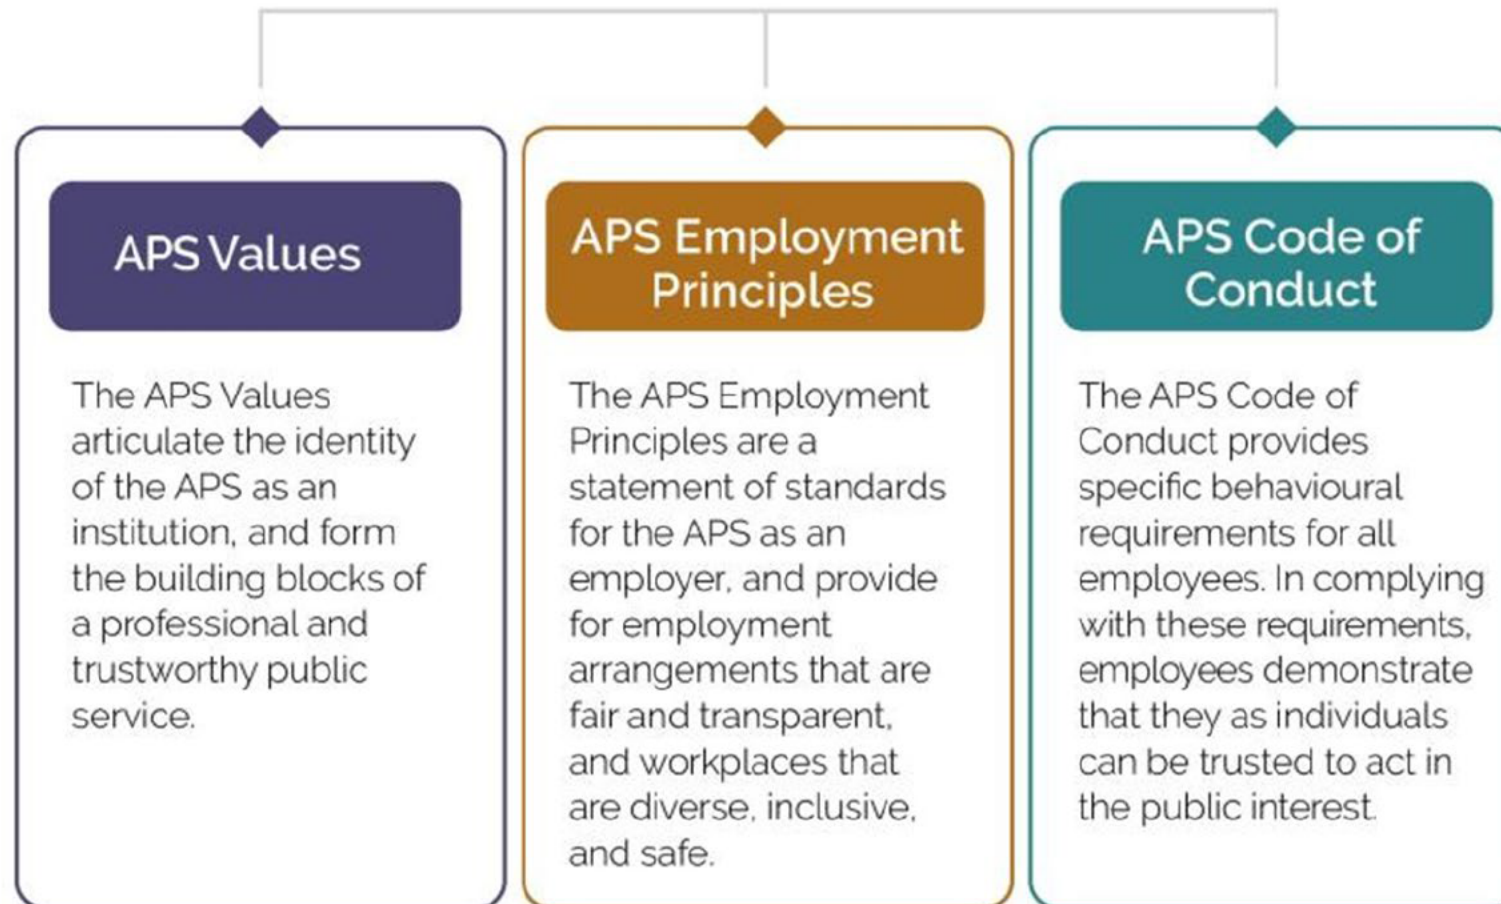 APS Values
The APS Values
articulate the identity
of the APS as an
institution, and form
the building blocks of
a professional and
trustworthy public
service.
APS Employment
Principles
The APS Employment
Principles are a
statement of standards
for the APS as an
employer, and provide
for employment
arrangements that are
fair and transparent,
and workplaces that
are diverse, inclusive,
and safe.
APS Code of
Conduct
The APS Code of
Conduct provides
specific behavioural
requirements for all
employees. In complying
with these requirements,
employees demonstrate
that they as individuals
can be trusted to act in
the public interest.